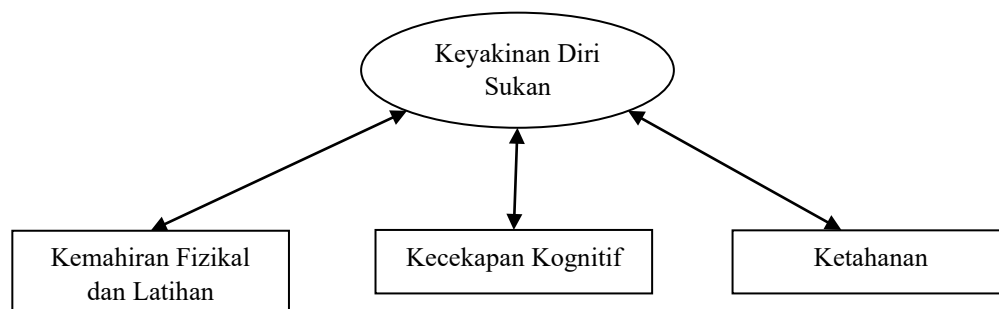 Keyakinan Diri
Sukan
Kemahiran Fizikal
dan Latihan
Kecekapan Kognitif
Ketahanan